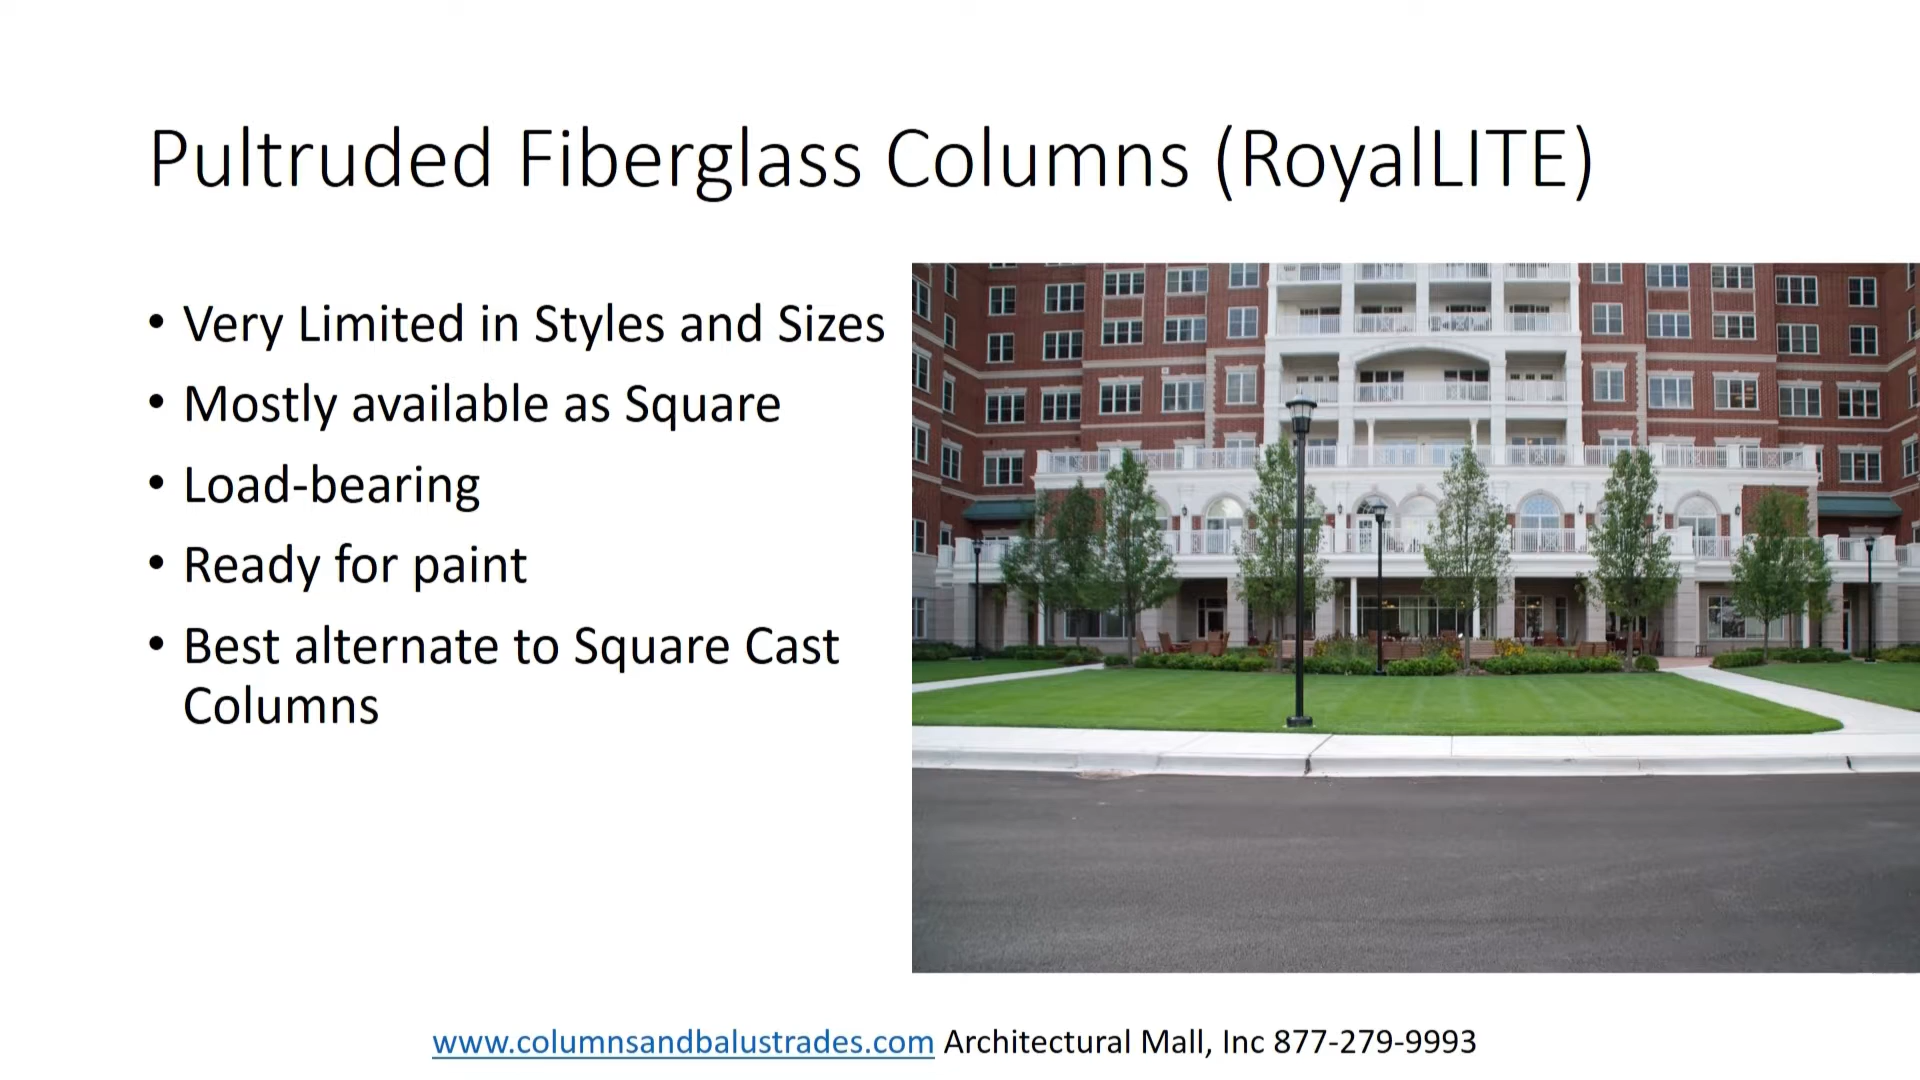 Pultruded Fiberglass Columns (RoyalLITE)
• Very Limited in Styles and Sizes
• Mostly available as Square
• Load-bearing
• Ready for paint
• Best alternate to Square Cast
Columns
www.columnsandbalustrades.com Architectural Mall, Inc 877-279-9993